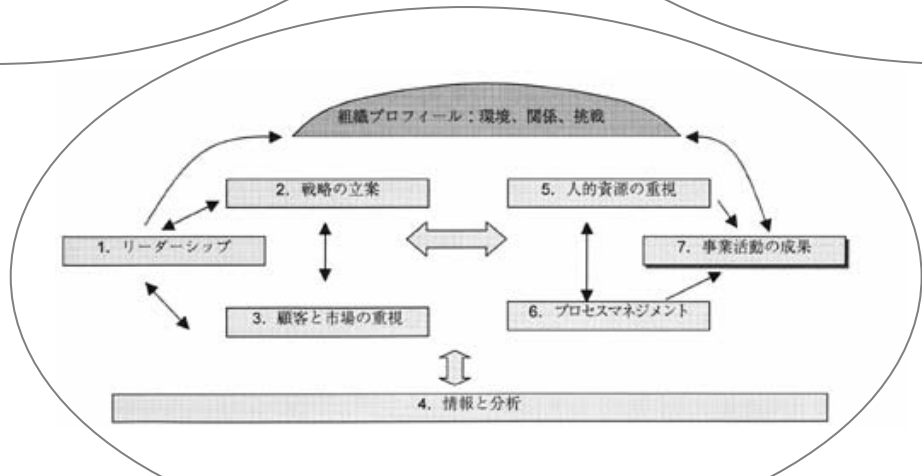 組織プロフィール：環境、関係、挑戦
2. 戦略の立案
5. 人的資源の重視
1. リーダーシップ
7. 事業活動の成果
3. 顧客と市場の重視
6. プロセスマネジメント
4. 情報と分析